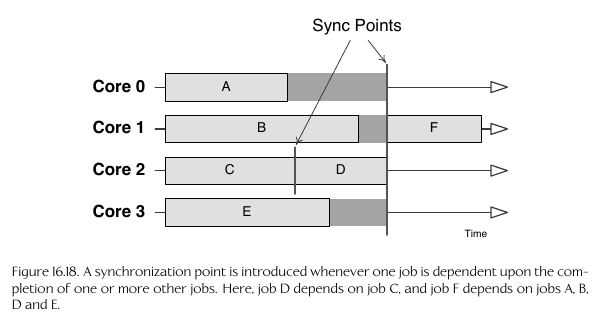 Sync Points
Core 0 A
Core 1 B F
Core 2 C D
Core 3 E
Time
Figure 16.18. A synchronization point is introduced whenever one job is dependent upon the com-
pletion of one or more other jobs. Here, job D depends on job C, and job F depends on jobs A, B,
D and E.